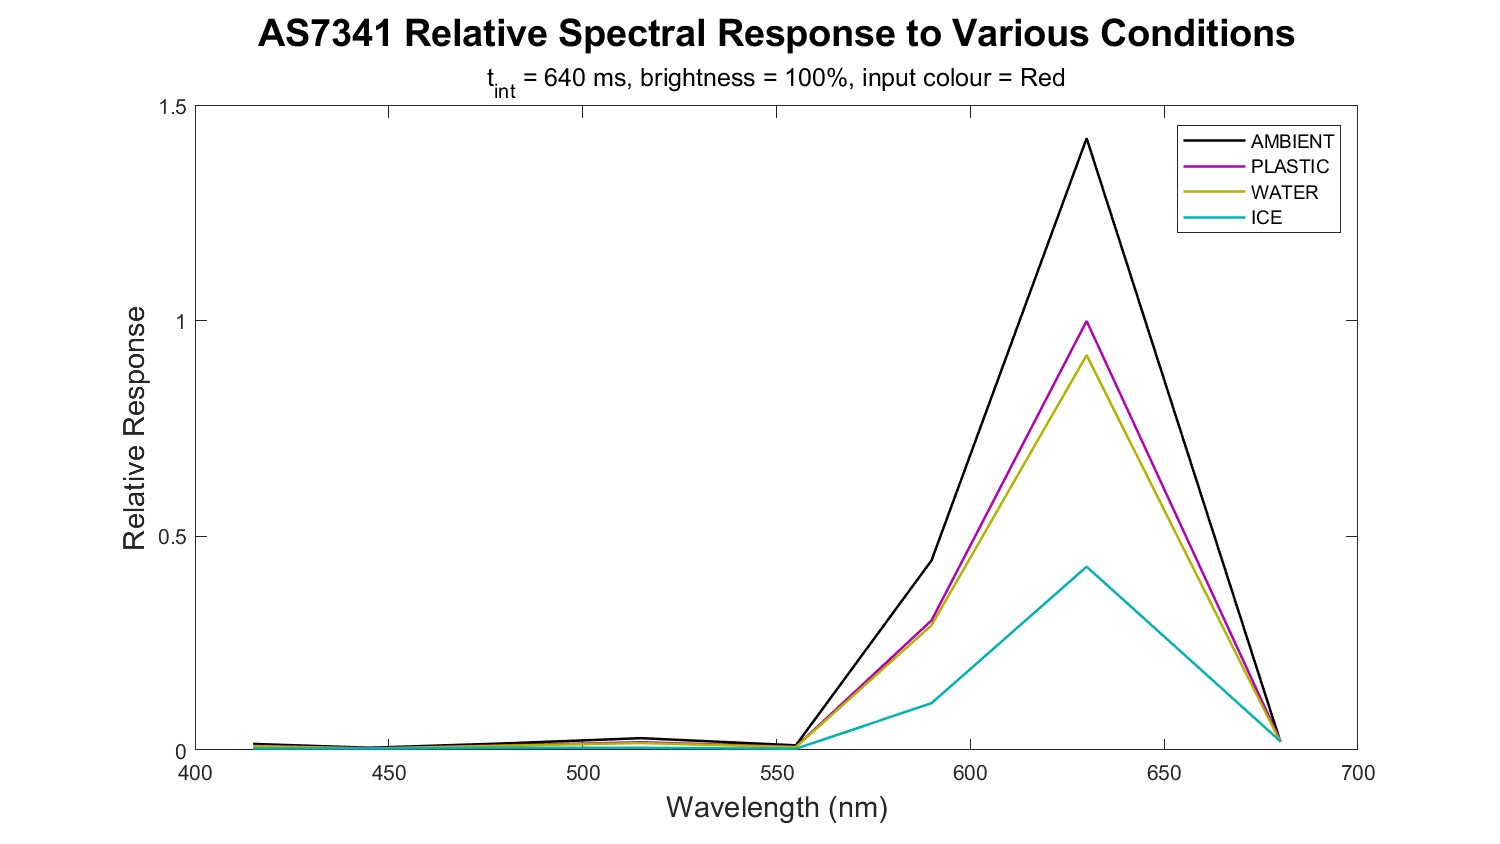 AS7341 Relative Spectral Response to Various Conditions
t_int = 640 ms, brightness = 100%, input colour = Red
1.5
1
0.5
0
Relative Response
AMBIENT
PLASTIC
WATER
ICE
400 450 500 550 600 650 700
Wavelength (nm)